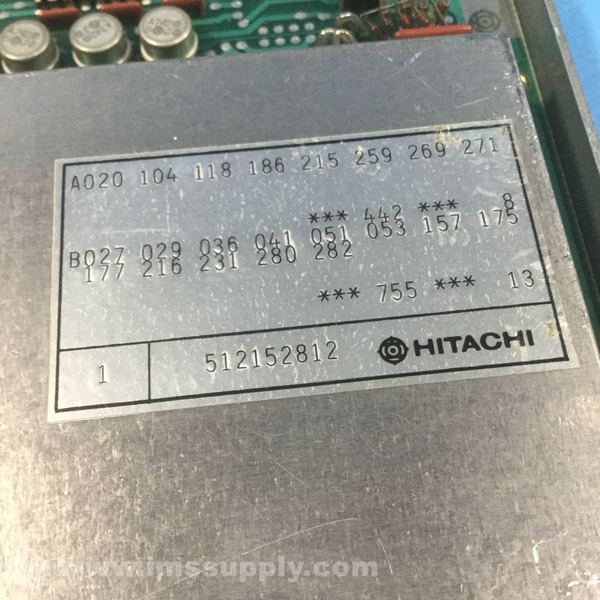 A020 104 118 186 215 259 269 271
*** 442 *** 8
B027 029 036 041 051 053 157 175
177 216 231 280 282
*** 755 *** 13
1 512152812 HITACHI
www.imssupply.com